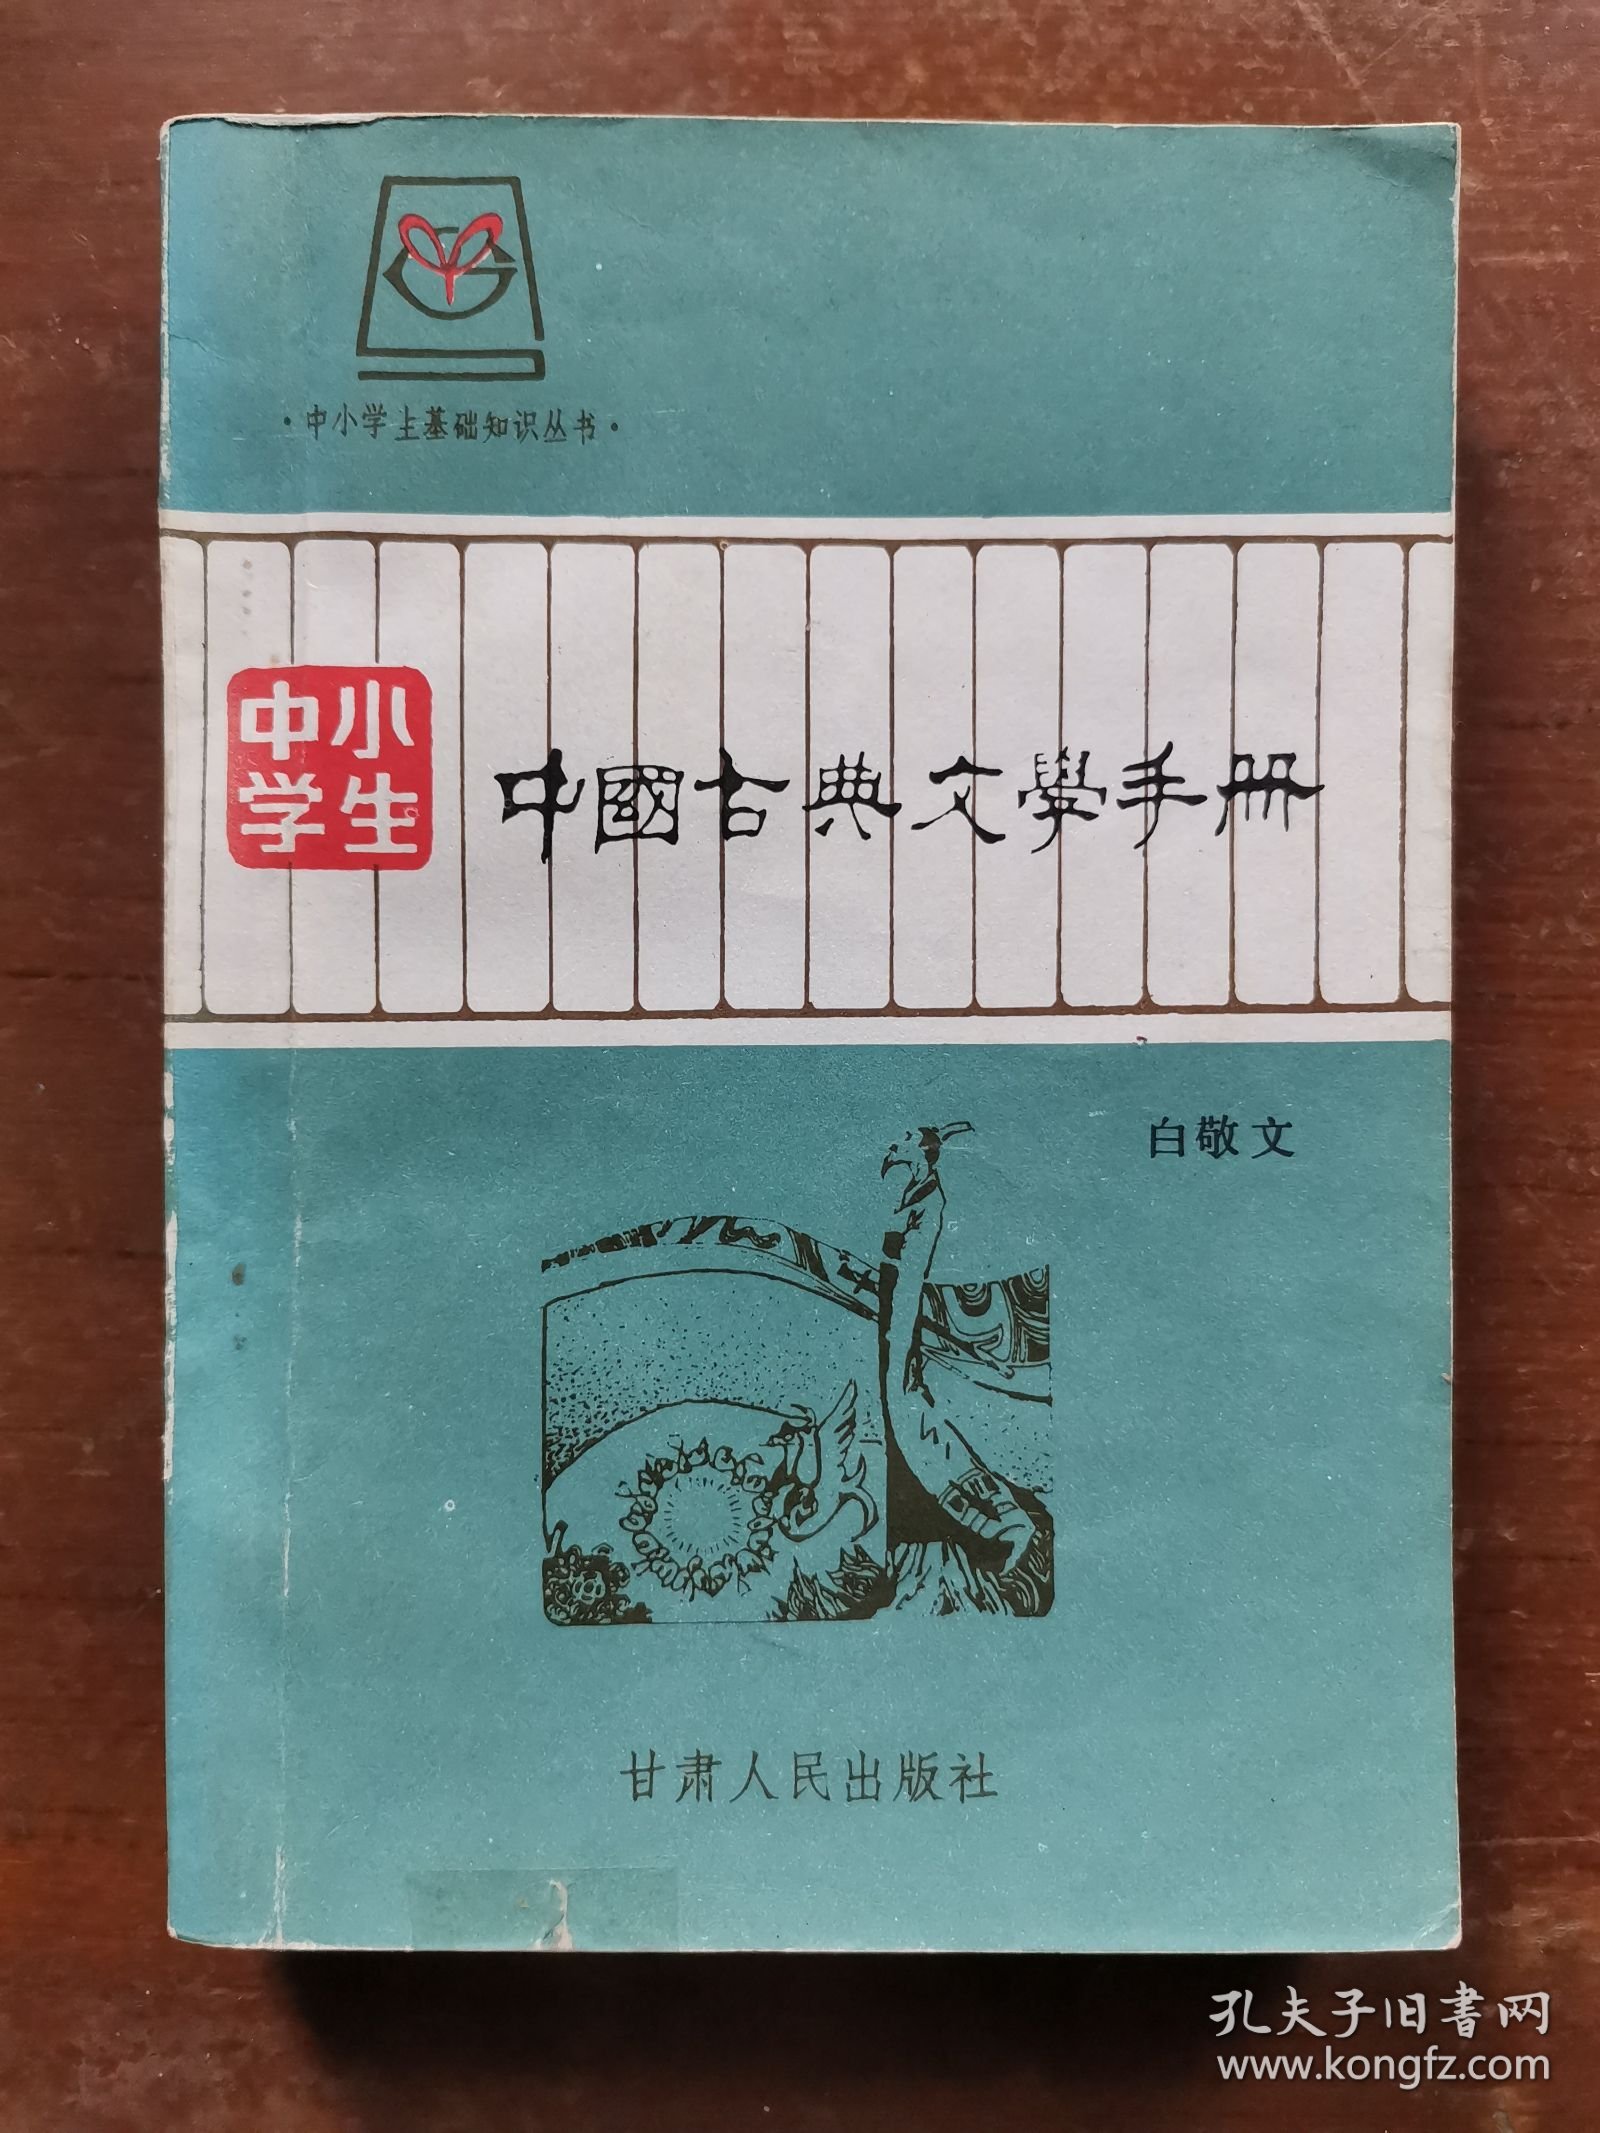 ·中小学生基础知识丛书·
中小
学生
中國古典文學手册
白敬文
甘肃人民出版社
孔夫子旧书网
www.kongfz.com